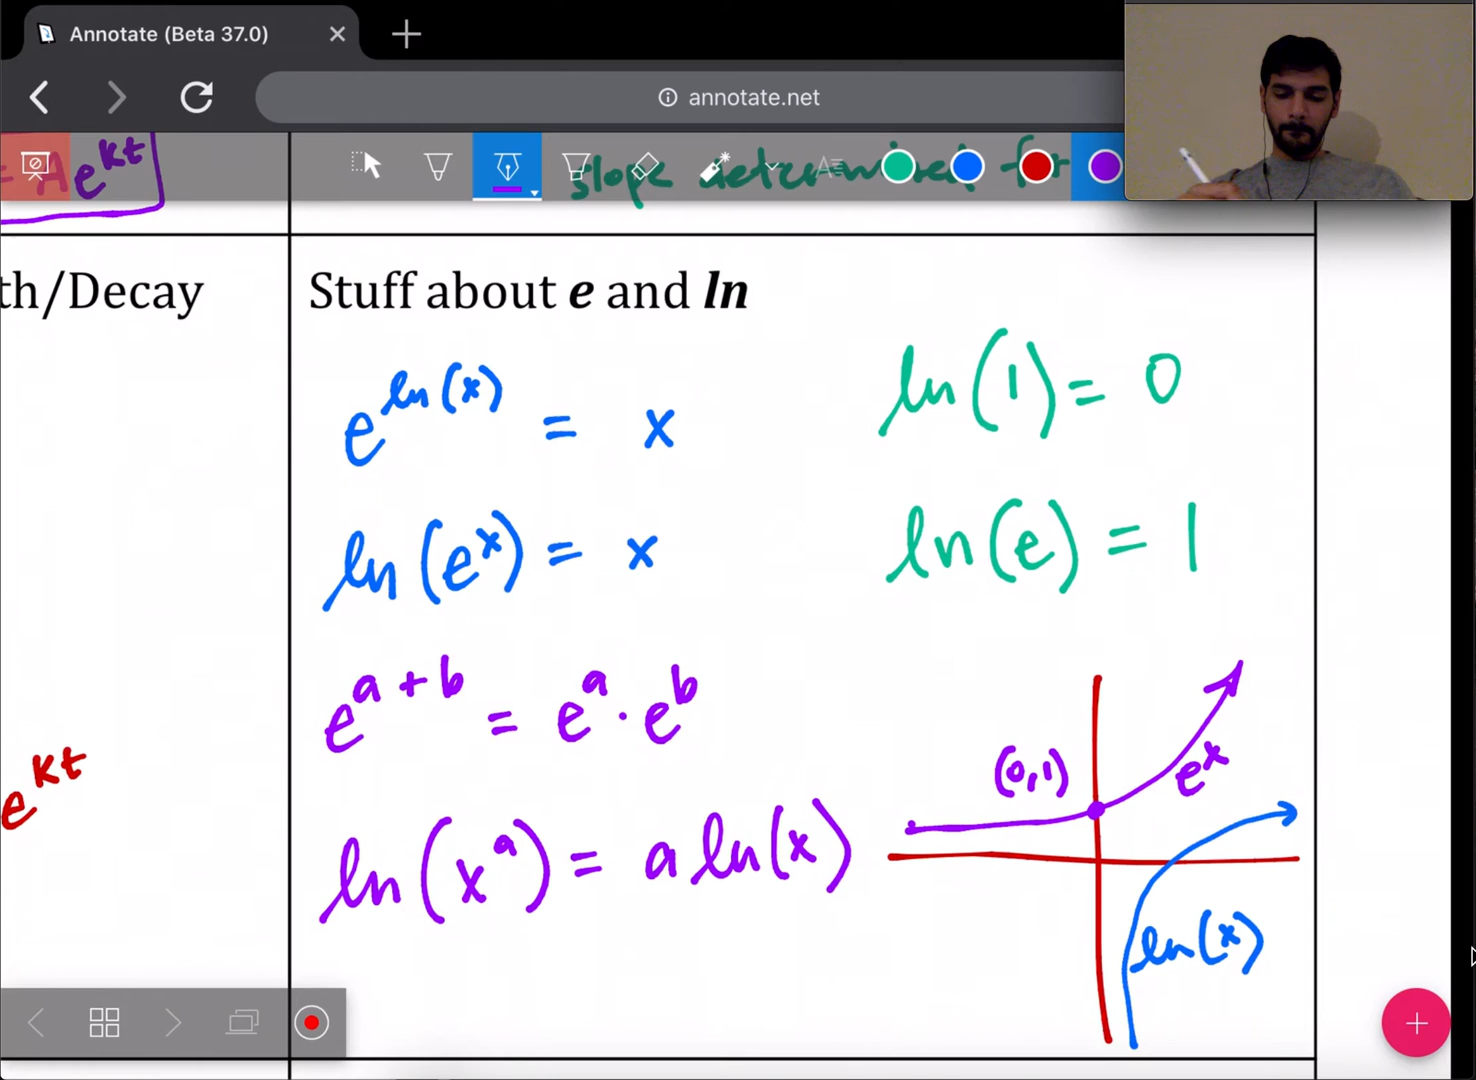 Annotate (Beta 37.0)
annotate.net
= Ae^{kt}
slope determined for
th/Decay
Stuff about e and ln
e^{ln(x)} = x
ln(1) = 0
ln(e^x) = x
ln(e) = 1
e^{a+b} = e^a · e^b
(0,1)
e^x
e^{kt}
ln(x^a) = a ln(x)
ln(x)